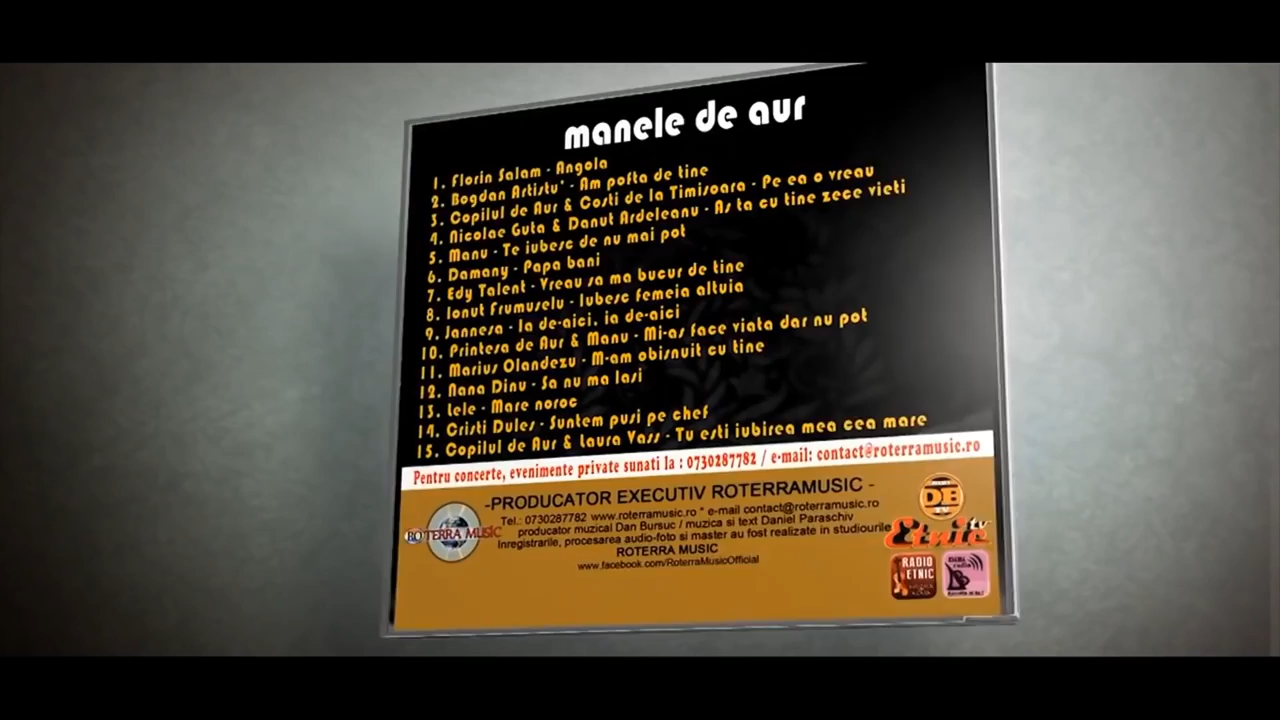 manele de aur
1. Florin Salam - Angola
2. Bogdan Artistu' - Am pofta de tine
3. Copilul de Aur & Costi de la Timisoara - Pe ea o vreau
4. Nicolae Guta & Danut Ardeleanu - As ta cu tine zece vieti
5. Manu - Te iubesc de nu mai pot
6. Damany - Papa bani
7. Edy Talent - Vreau sa ma bucur de tine
8. Ionut Frumuselu - Iubesc femeia altuia
9. Jannesa - Ia de-aici, ia de-aici
10. Printesa de Aur & Manu - Mi-as face viata dar nu pot
11. Marius Olandezu - M-am obisnuit cu tine
12. Nana Dinu - Sa nu ma lasi
13. Lele - Mare noroc
14. Cristi Dules - Suntem pusi pe chef
15. Copilul de Aur & Laura Vass - Tu esti iubirea mea cea mare
Pentru concerte, evenimente private sunati la : 0730287782 / e-mail: contact@roterramusic.ro
-PRODUCATOR EXECUTIV ROTERRAMUSIC -
Tel.: 0730287782 www.roterramusic.ro * e-mail contact@roterramusic.ro
producator muzical Dan Bursuc / muzica si text Daniel Paraschiv
Inregistrarile, procesarea audio-foto si master au fost realizate in studiourile
ROTERRA MUSIC
www.facebook.com/RoterraMusicOfficial
RO TERRA MUSIC
DB
TV
Etnic tv
RADIO
ETNIC
radio